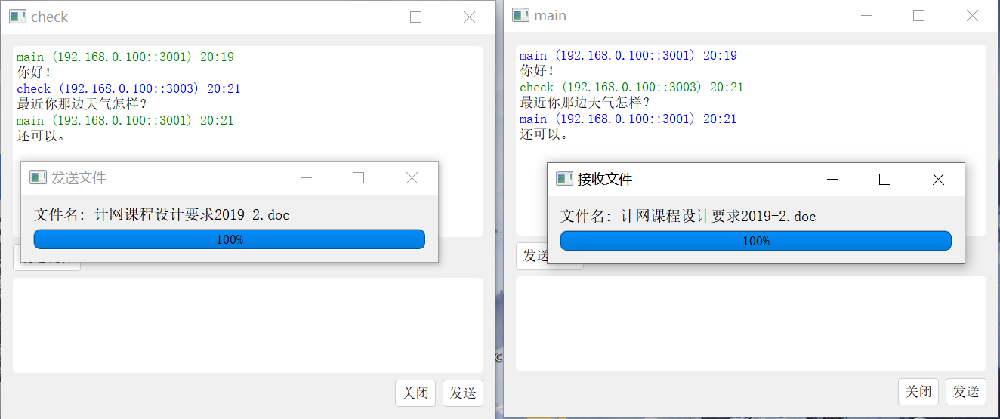 check
main (192.168.0.100::3001) 20:19
你好!
check (192.168.0.100::3003) 20:21
最近你那边天气怎样?
main (192.168.0.100::3001) 20:21
还可以。
发送文件
文件名: 计网课程设计要求2019-2.doc
100%
关闭 发送
main
main (192.168.0.100::3001) 20:19
你好!
check (192.168.0.100::3003) 20:21
最近你那边天气怎样?
main (192.168.0.100::3001) 20:21
还可以。
接收文件
文件名: 计网课程设计要求2019-2.doc
100%
发送
关闭 发送